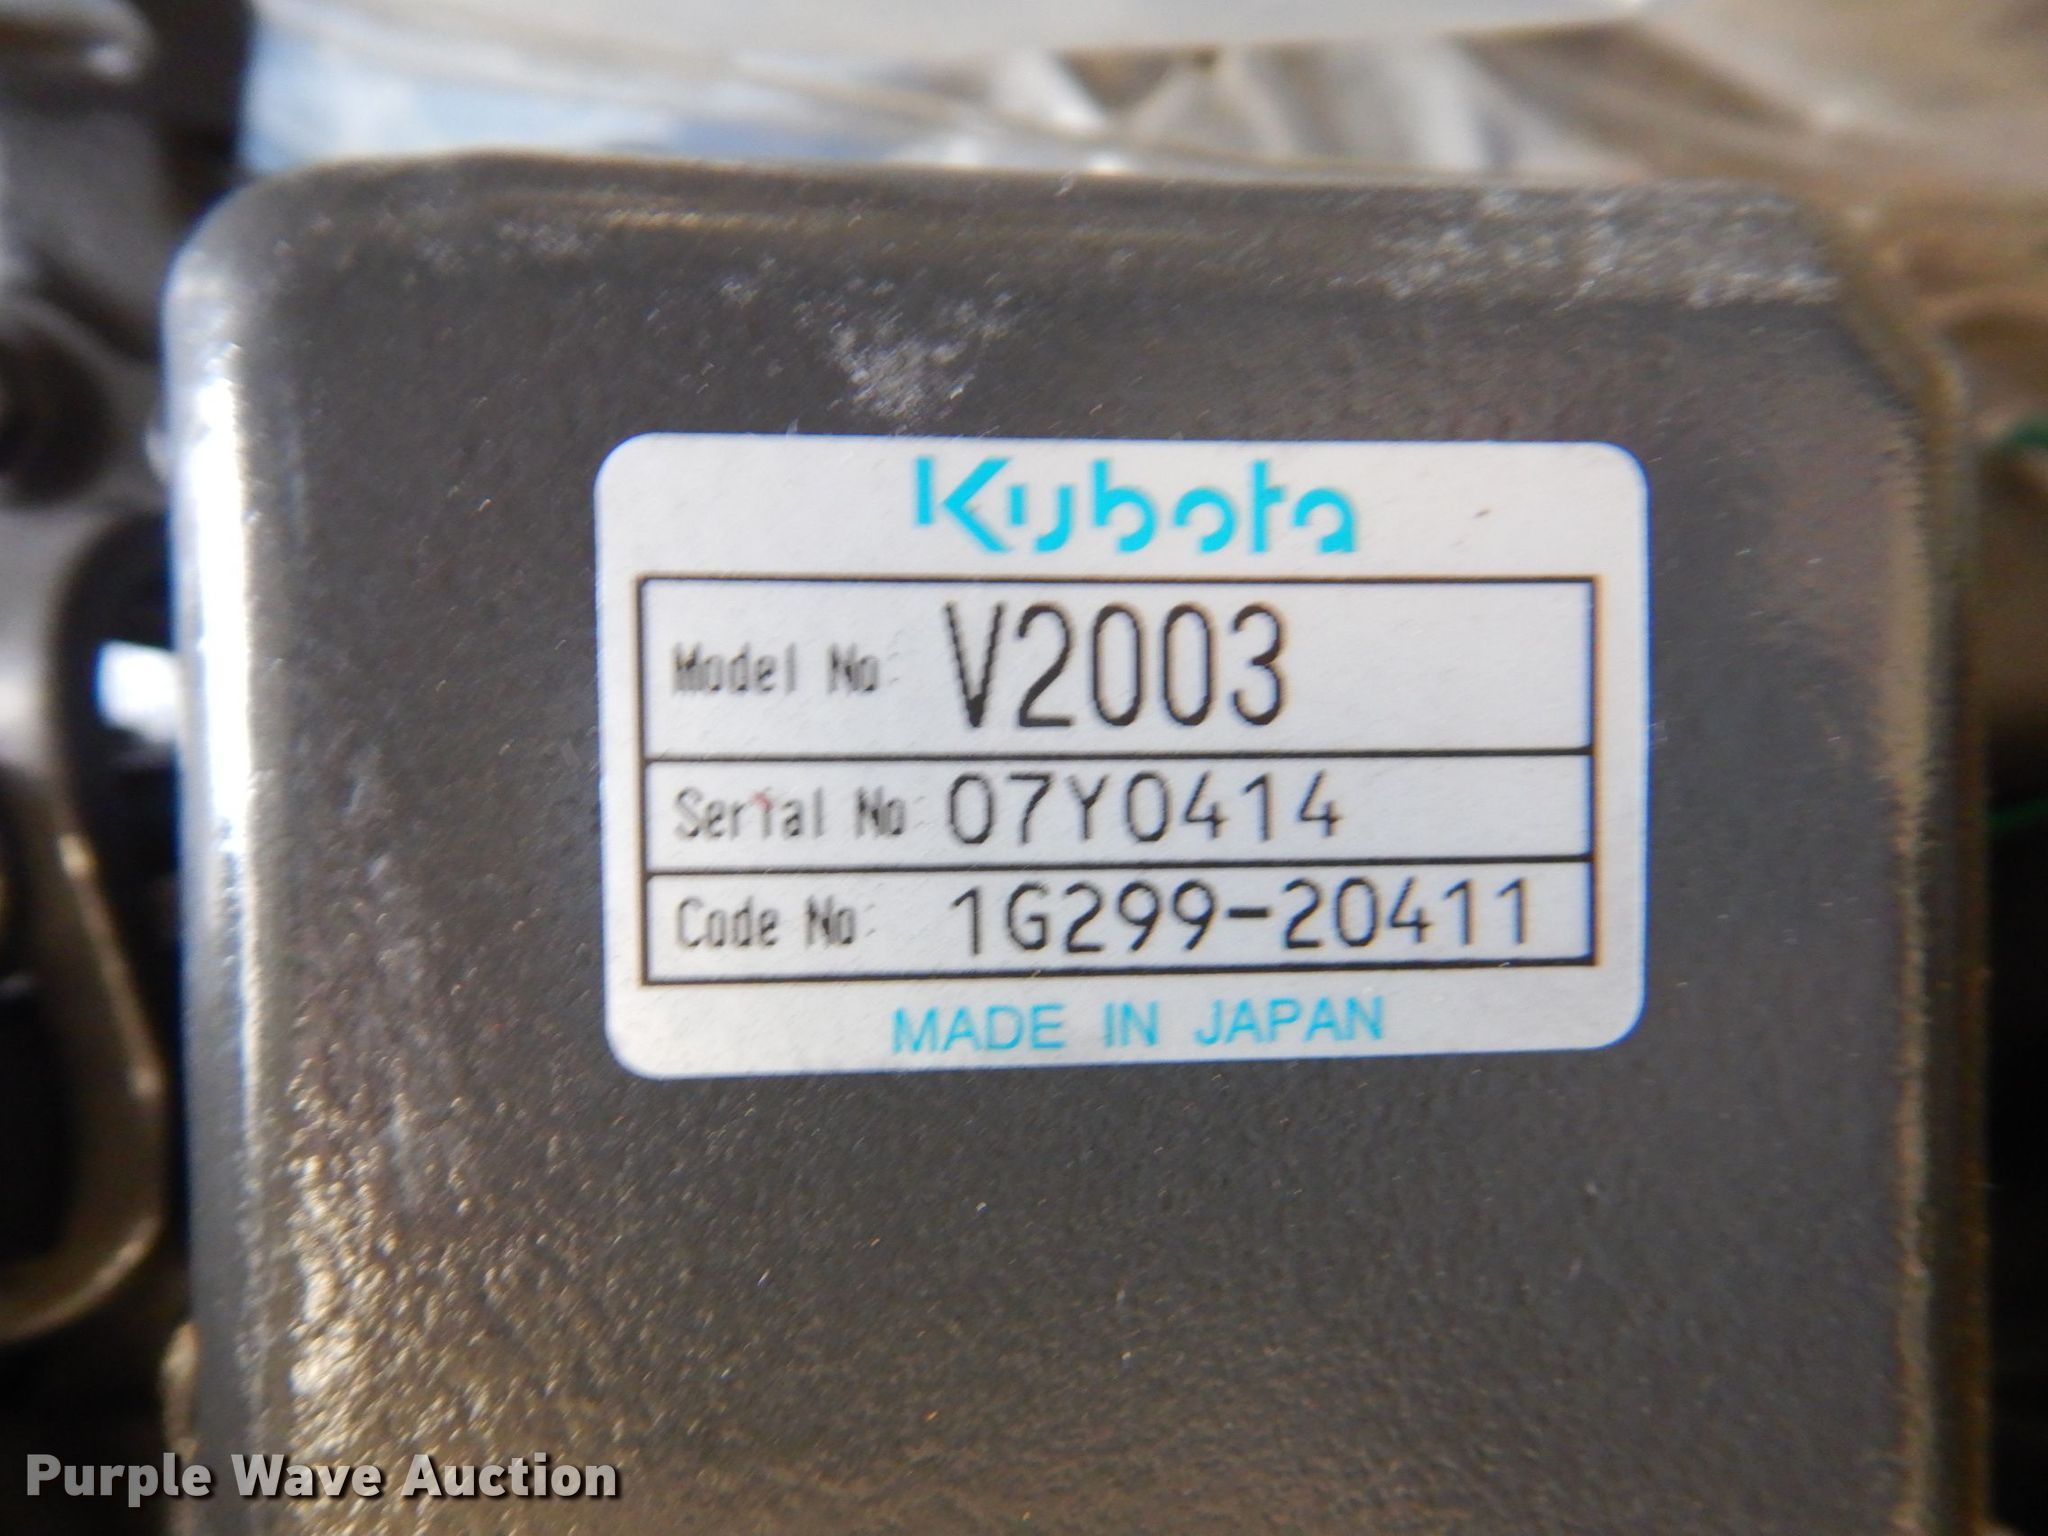 Kubota
Model No V2003
Serial No 07Y0414
Code No 1G299-20411
MADE IN JAPAN
Purple Wave Auction